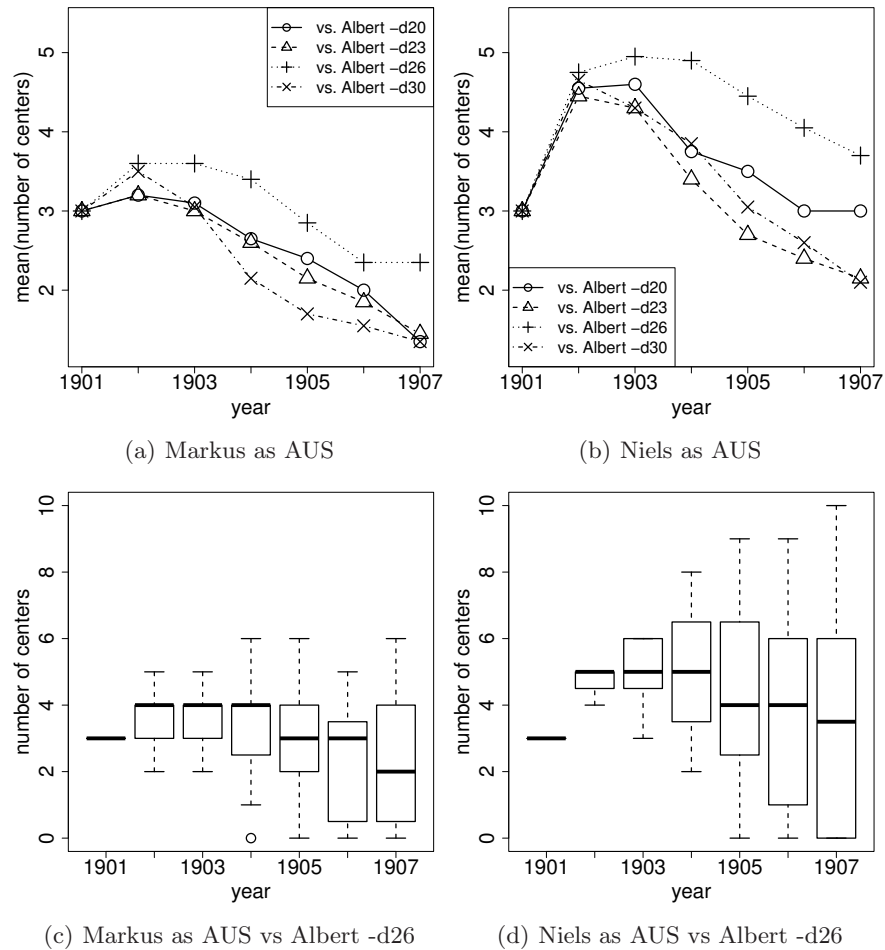 vs. Albert −d20
vs. Albert −d23
vs. Albert −d26
vs. Albert −d30
mean(number of centers)
5
4
3
2
1901 1903 1905 1907
year
(a) Markus as AUS
vs. Albert −d20
vs. Albert −d23
vs. Albert −d26
vs. Albert −d30
mean(number of centers)
5
4
3
2
1901 1903 1905 1907
year
(b) Niels as AUS
number of centers
10
8
6
4
2
0
1901 1903 1905 1907
year
(c) Markus as AUS vs Albert -d26
number of centers
10
8
6
4
2
0
1901 1903 1905 1907
year
(d) Niels as AUS vs Albert -d26